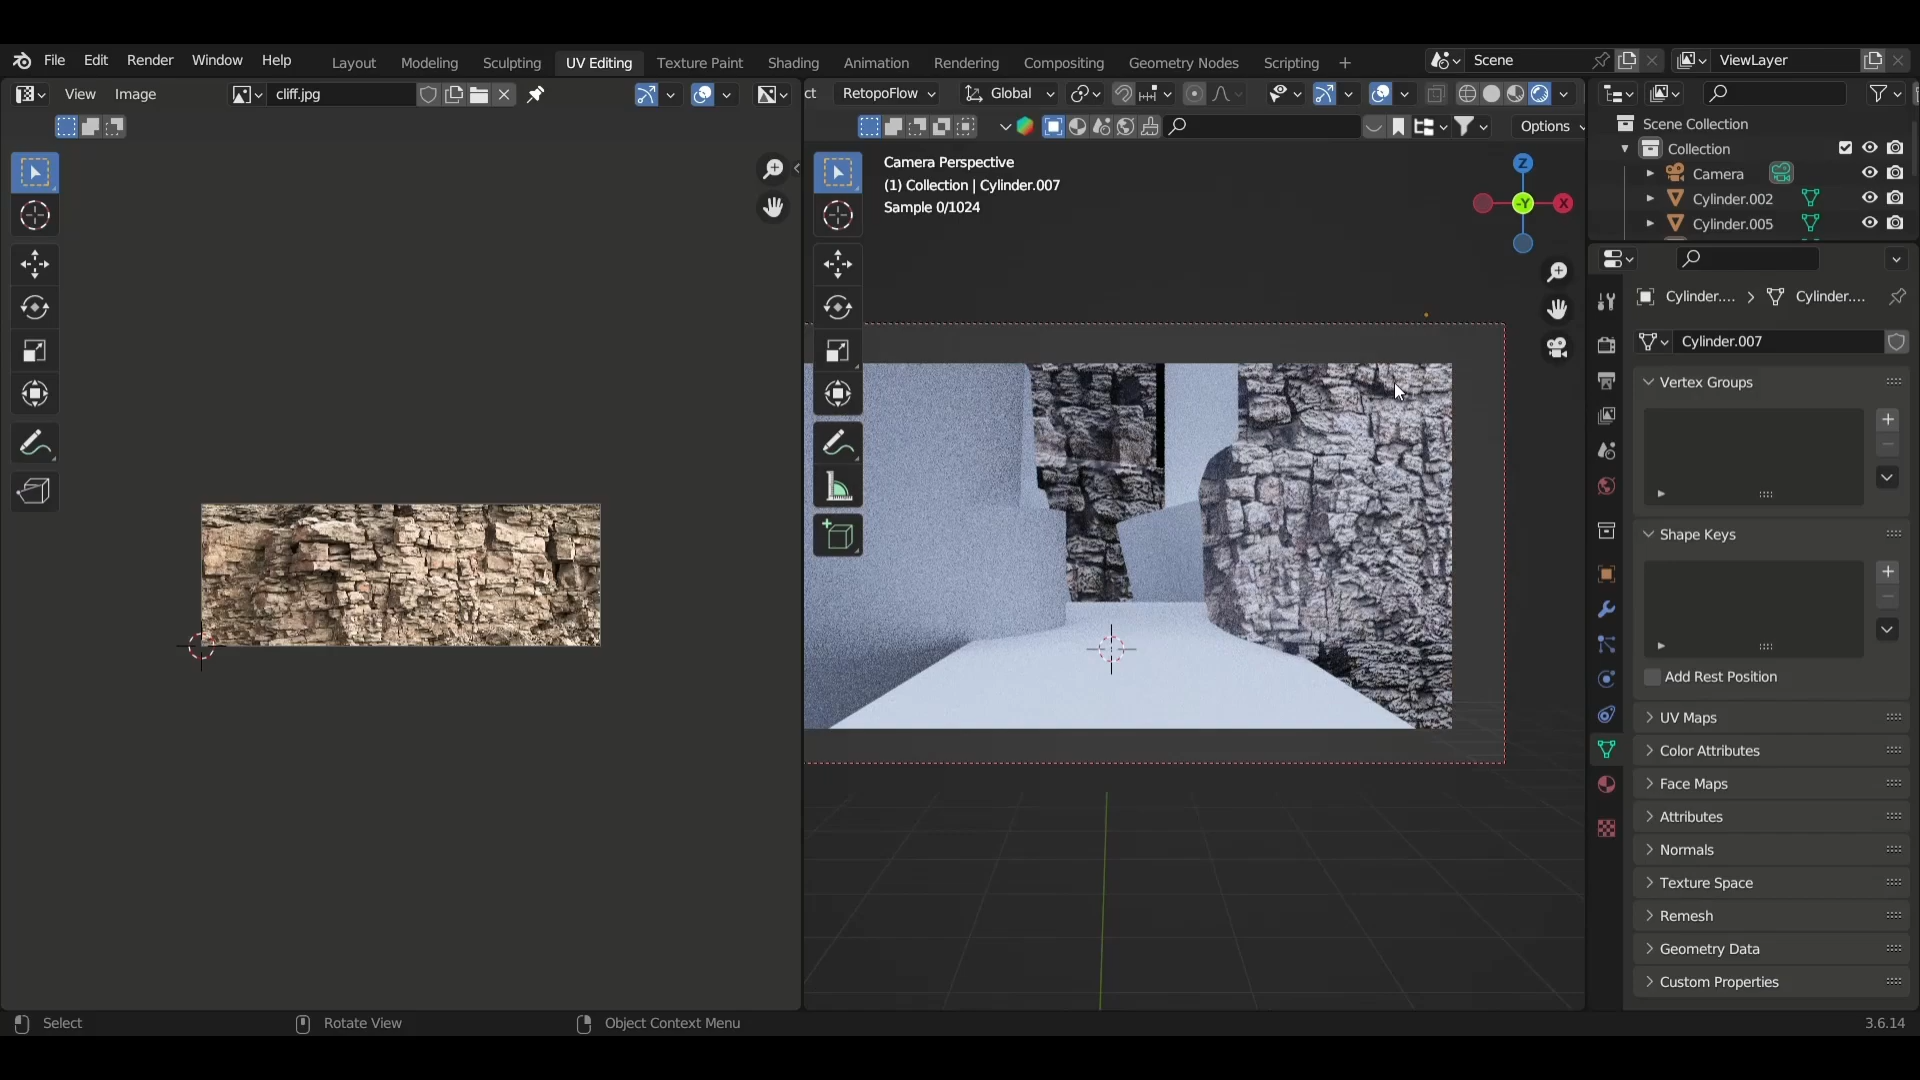 File Edit Render Window Help Layout Modeling Sculpting UV Editing Texture Paint Shading Animation Rendering Compositing Geometry Nodes Scripting + Scene ViewLayer
View Image cliff.jpg ct RetopoFlow Global
Options
Camera Perspective
(1) Collection | Cylinder.007
Sample 0/1024
Z
-Y
X
Scene Collection
Collection
Camera
Cylinder.002
Cylinder.005
Cylinder.... Cylinder....
Cylinder.007
Vertex Groups
Shape Keys
Add Rest Position
UV Maps
Color Attributes
Face Maps
Attributes
Normals
Texture Space
Remesh
Geometry Data
Custom Properties
Select Rotate View Object Context Menu 3.6.14